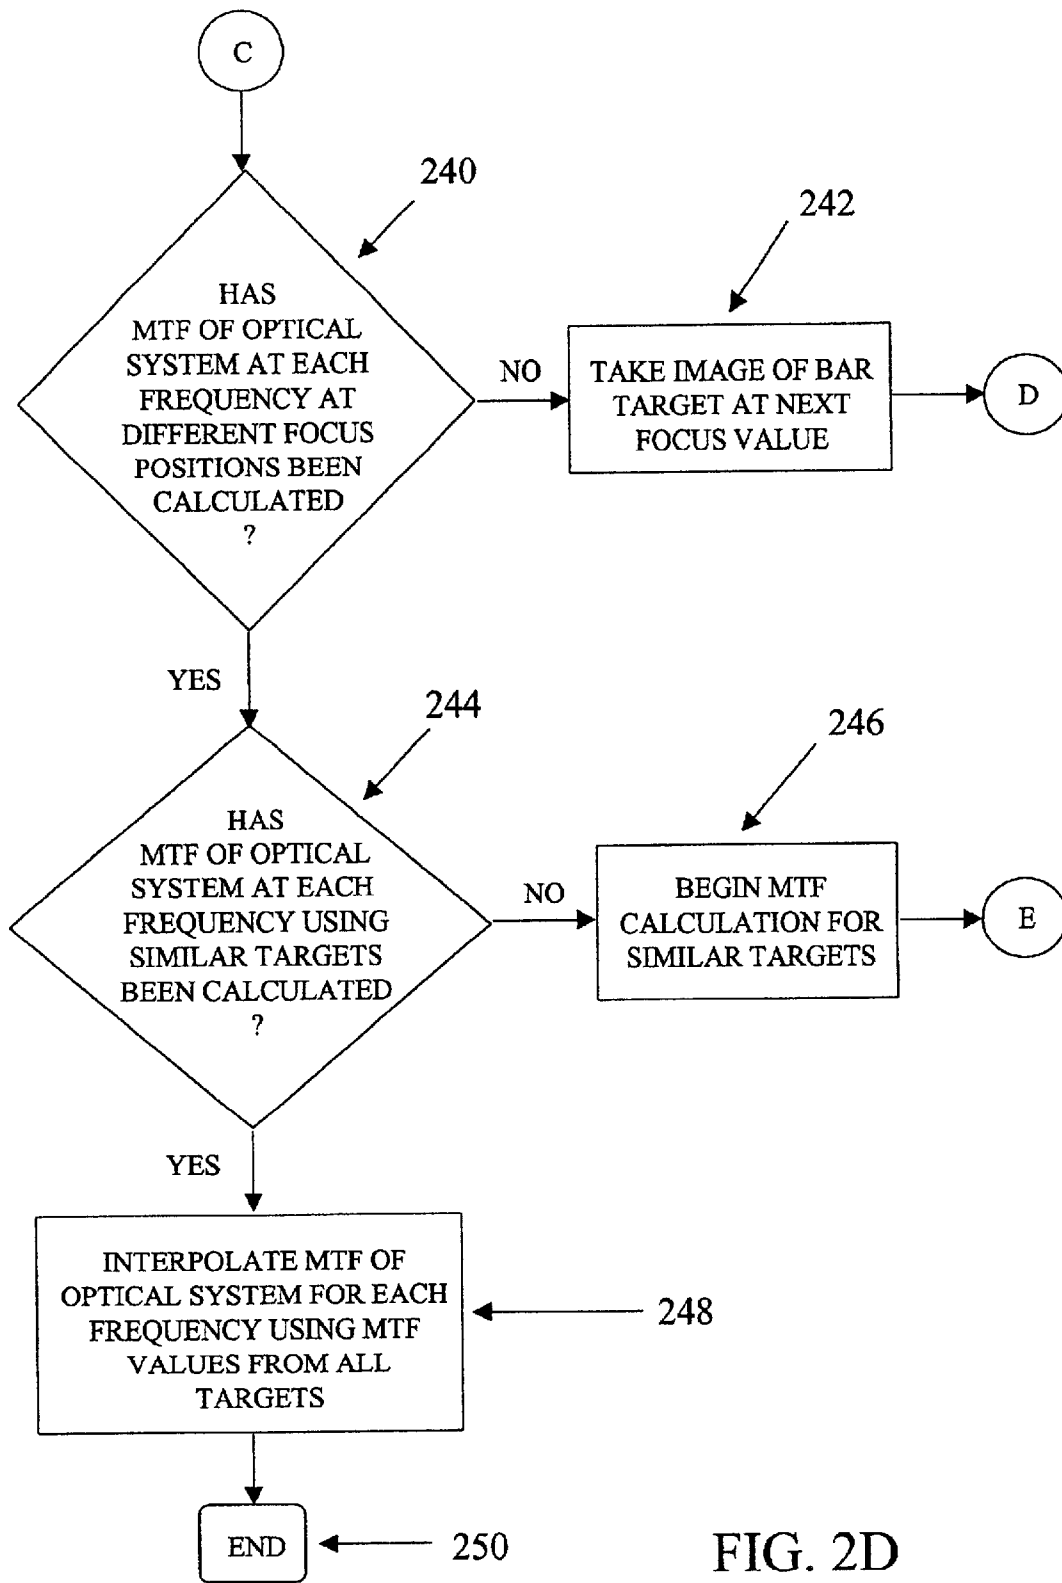 C
240
HAS
MTF OF OPTICAL
SYSTEM AT EACH
FREQUENCY AT
DIFFERENT FOCUS
POSITIONS BEEN
CALCULATED
?
NO
242
TAKE IMAGE OF BAR
TARGET AT NEXT
FOCUS VALUE
D
YES
244
HAS
MTF OF OPTICAL
SYSTEM AT EACH
FREQUENCY USING
SIMILAR TARGETS
BEEN CALCULATED
?
NO
246
BEGIN MTF
CALCULATION FOR
SIMILAR TARGETS
E
YES
INTERPOLATE MTF OF
OPTICAL SYSTEM FOR EACH
FREQUENCY USING MTF
VALUES FROM ALL
TARGETS
248
END
250
FIG. 2D